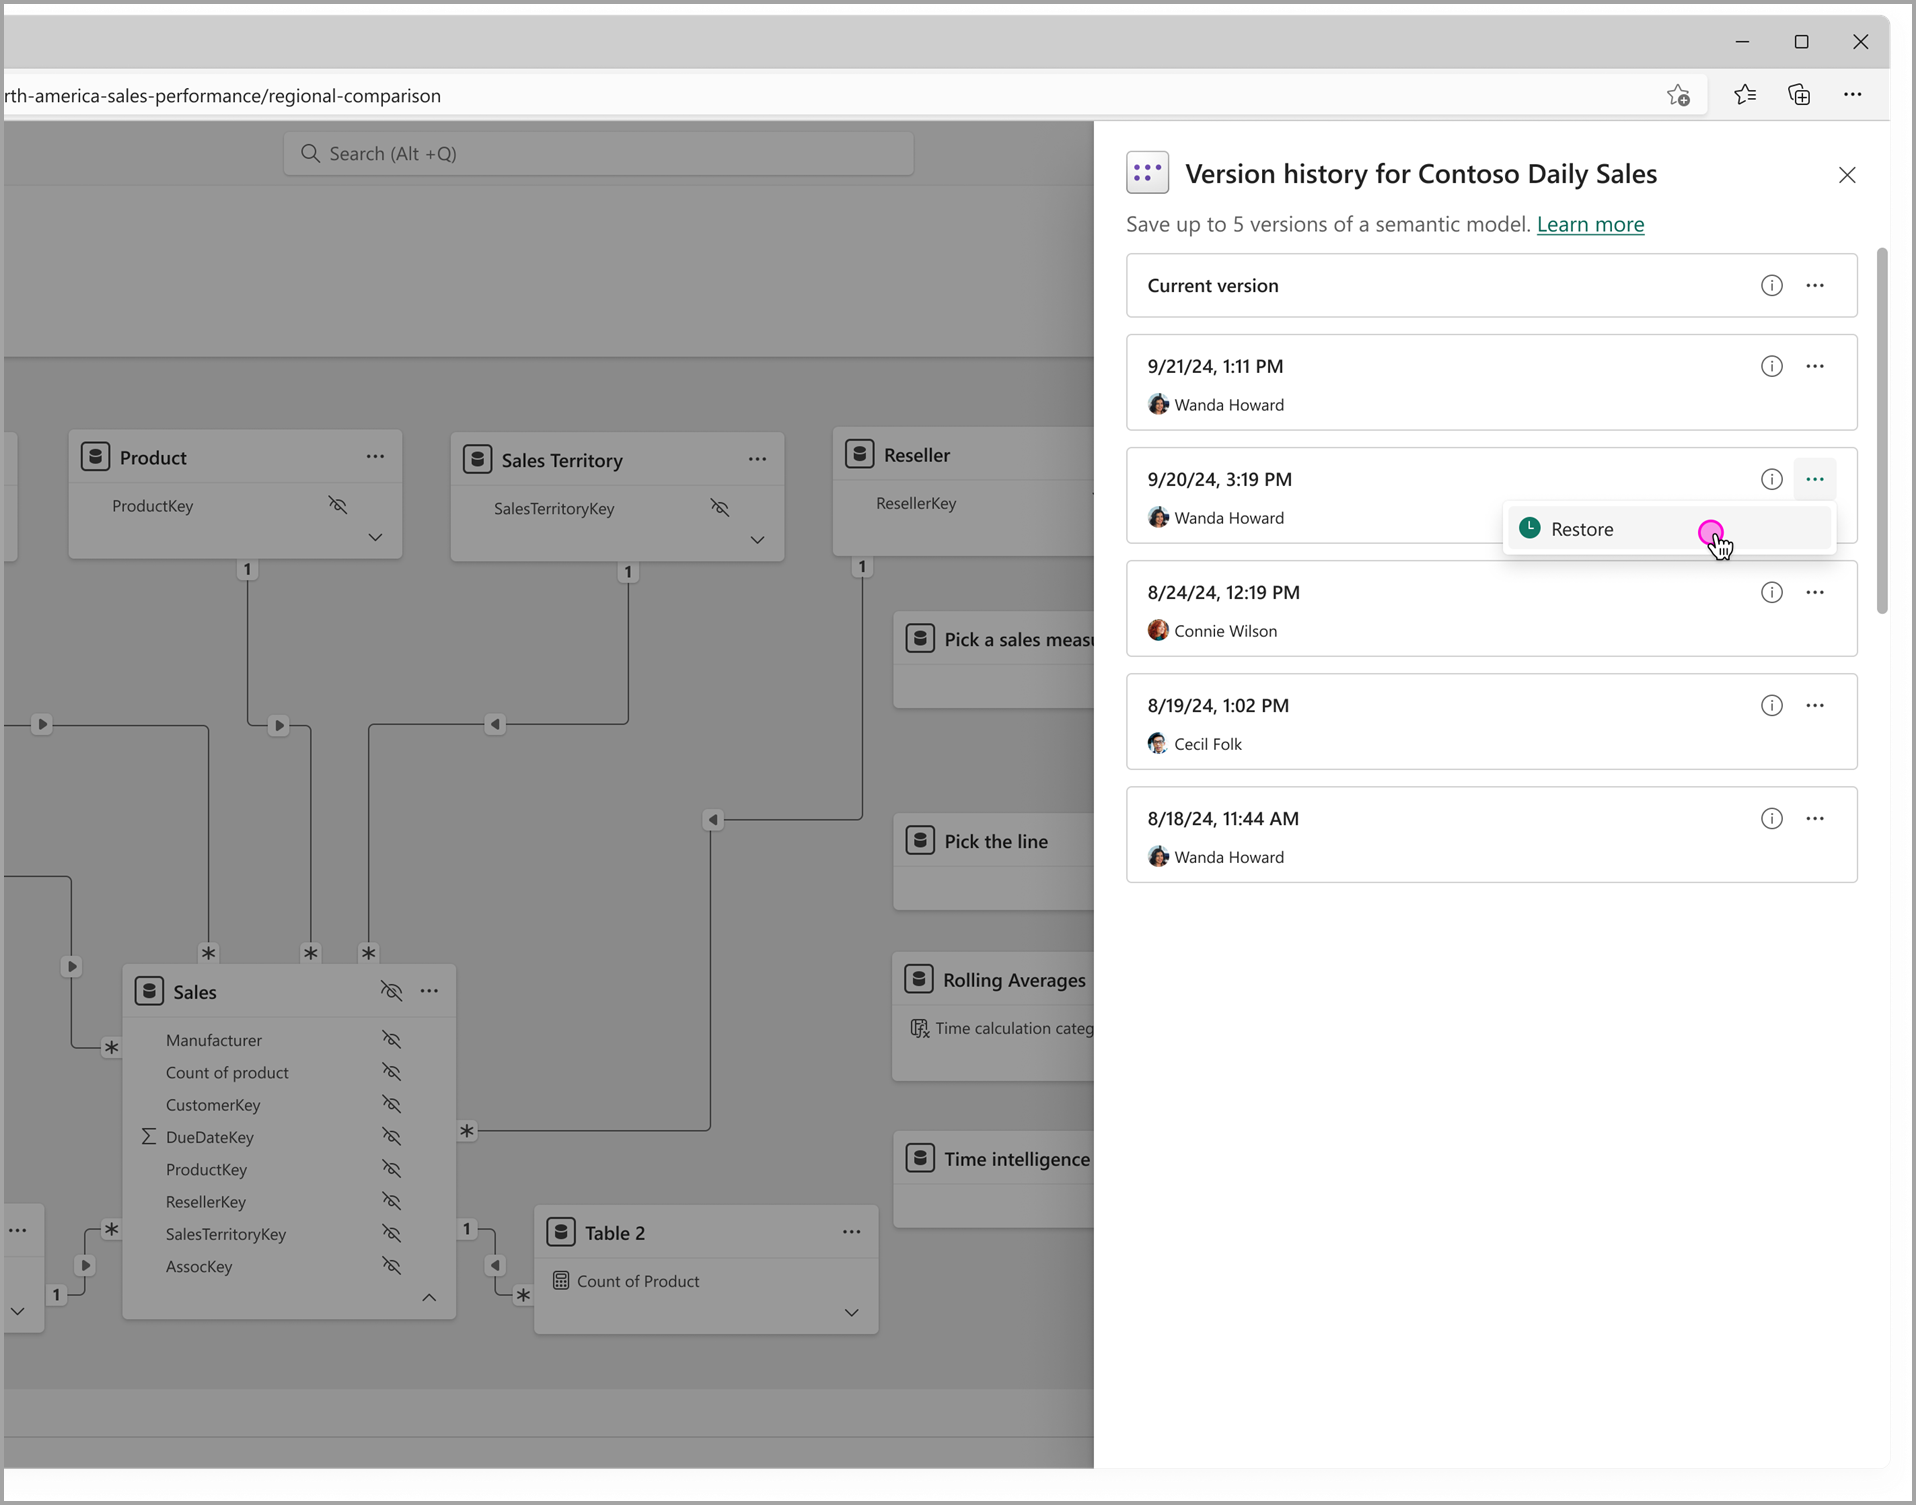 rth-america-sales-performance/regional-comparison
Search (Alt +Q)
Version history for Contoso Daily Sales
Save up to 5 versions of a semantic model. Learn more
Current version
9/21/24, 1:11 PM
Wanda Howard
9/20/24, 3:19 PM
Wanda Howard
Restore
8/24/24, 12:19 PM
Connie Wilson
8/19/24, 1:02 PM
Cecil Folk
8/18/24, 11:44 AM
Wanda Howard
Product
ProductKey
1
Sales Territory
SalesTerritoryKey
1
Reseller
ResellerKey
1
Pick a sales measu
Pick the line
Rolling Averages
Time calculation categ
Time intelligence
*
*
*
*
*
*
Sales
Manufacturer
Count of product
CustomerKey
Σ DueDateKey
ProductKey
ResellerKey
SalesTerritoryKey
AssocKey
1
1
*
Table 2
Count of Product